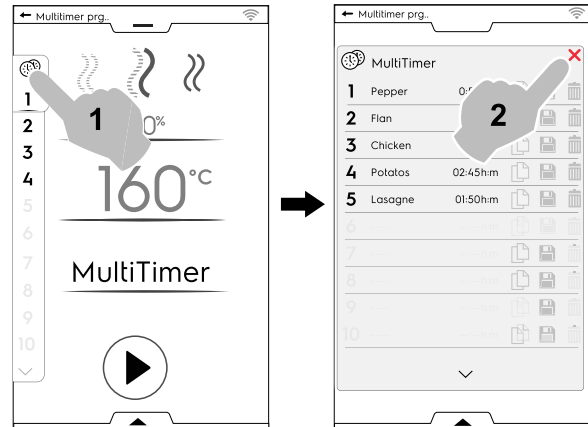 Multitimer prg..
1
2
3
4
5
6
7
8
9
10
1
160°C
MultiTimer
Multitimer prg..
MultiTimer
1 Pepper
2 Flan
2
3 Chicken
4 Potatos 02:45h:m
5 Lasagne 01:50h:m
6
7
8
9
10